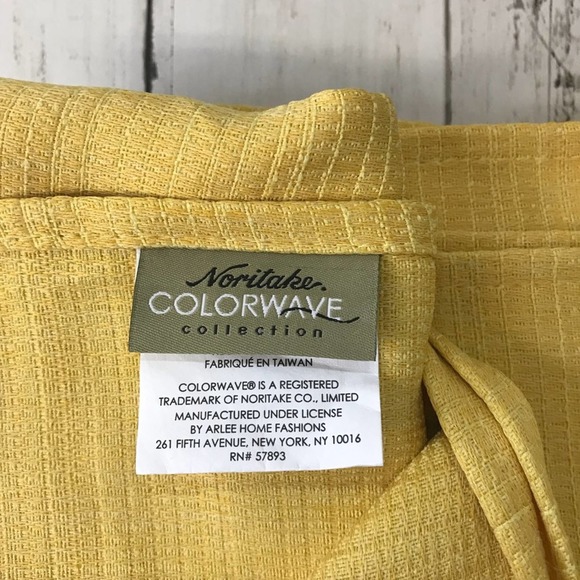 Noritake.
COLORWAVE
collection
FABRIQUÉ EN TAIWAN
COLORWAVE® IS A REGISTERED
TRADEMARK OF NORITAKE CO., LIMITED
MANUFACTURED UNDER LICENSE
BY ARLEE HOME FASHIONS
261 FIFTH AVENUE, NEW YORK, NY 10016
RN# 57893